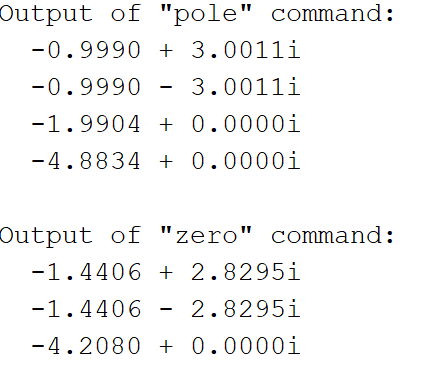 Output of "pole" command:
-0.9990 + 3.0011i
-0.9990 - 3.0011i
-1.9904 + 0.0000i
-4.8834 + 0.0000i
Output of "zero" command:
-1.4406 + 2.8295i
-1.4406 - 2.8295i
-4.2080 + 0.0000i